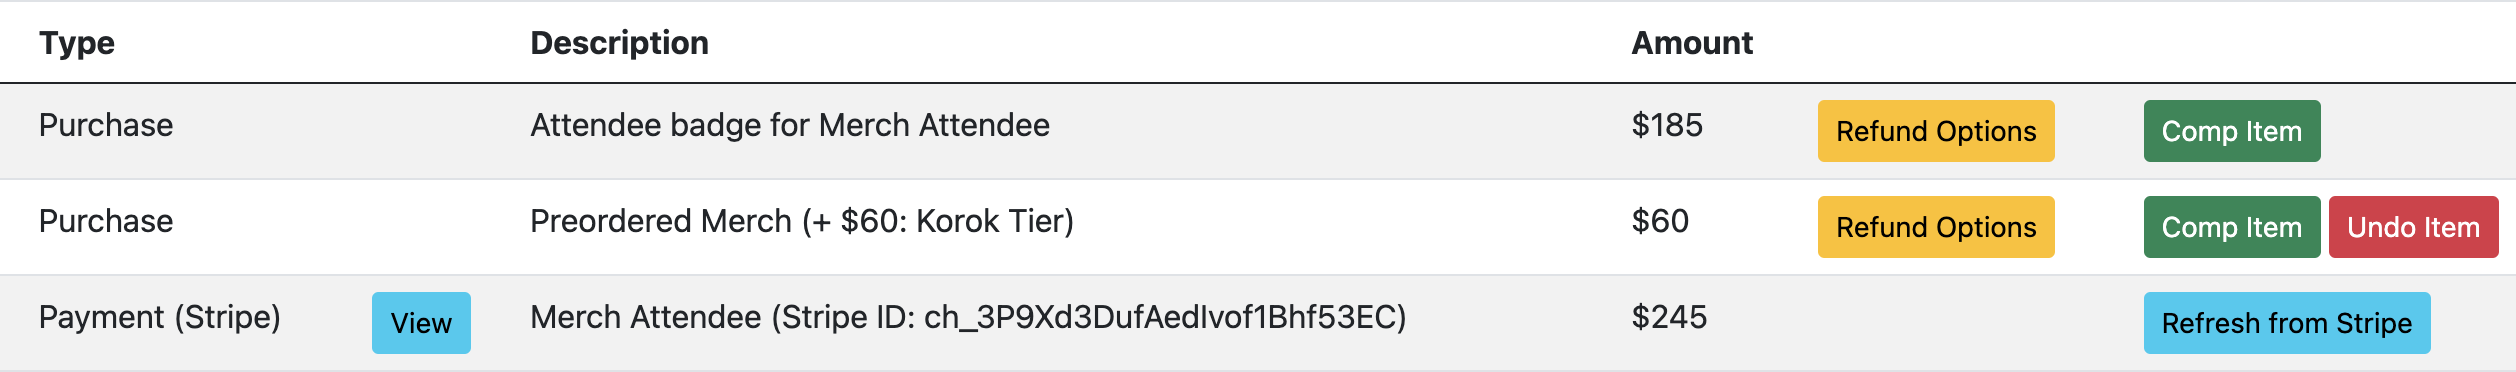 Type Description Amount
Purchase Attendee badge for Merch Attendee $185 Refund Options Comp Item
Purchase Preordered Merch (+ $60: Korok Tier) $60 Refund Options Comp Item Undo Item
Payment (Stripe) View Merch Attendee (Stripe ID: ch_3P9Xd3DufAedIvof1Bhf53EC) $245 Refresh from Stripe